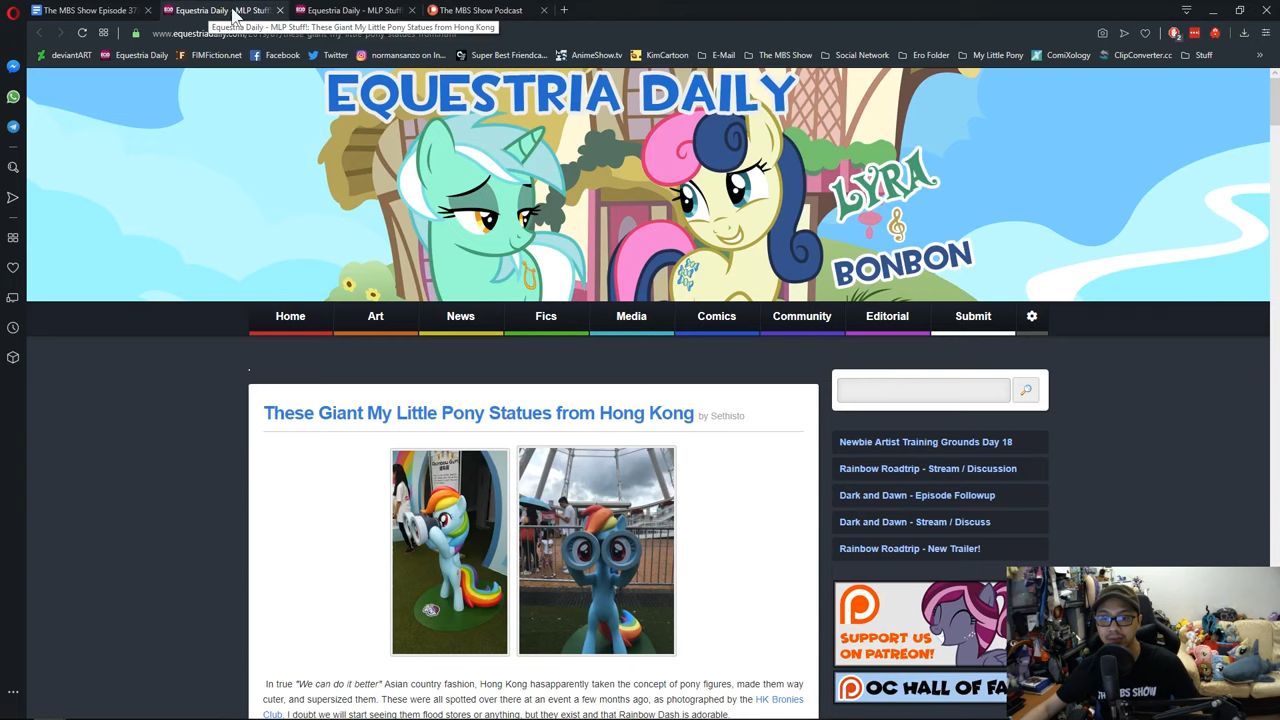 The MBS Show Episode 37
Equestria Daily - MLP Stuff!
Equestria Daily - MLP Stuff!
The MBS Show Podcast
Equestria Daily - MLP Stuff!: These Giant My Little Pony Statues from Hong Kong
deviantART
Equestria Daily
FIMFiction.net
Facebook
Twitter
normansanzo on In...
Super Best Friendca...
AnimeShow.tv
KimCartoon
E-Mail
The MBS Show
Social Network
Ero Folder
My Little Pony
ComiXology
ClipConverter.cc
Stuff
EQUESTRIA DAILY
LYRA
&
BONBON
Home
Art
News
Fics
Media
Comics
Community
Editorial
Submit
These Giant My Little Pony Statues from Hong Kong by Sethisto
In true "We can do it better" Asian country fashion, Hong Kong hasapparently taken the concept of pony figures, made them way
cuter, and supersized them. These were all spotted over there at an event a few months ago, as photographed by the HK Bronies
Club. I doubt we will start seeing them flood stores or anything, but they exist and that Rainbow Dash is adorable.
Newbie Artist Training Grounds Day 18
Rainbow Roadtrip - Stream / Discussion
Dark and Dawn - Episode Followup
Dark and Dawn - Stream / Discuss
Rainbow Roadtrip - New Trailer!
SUPPORT US
ON PATREON!
OC HALL OF FA
THE MBS SHOW